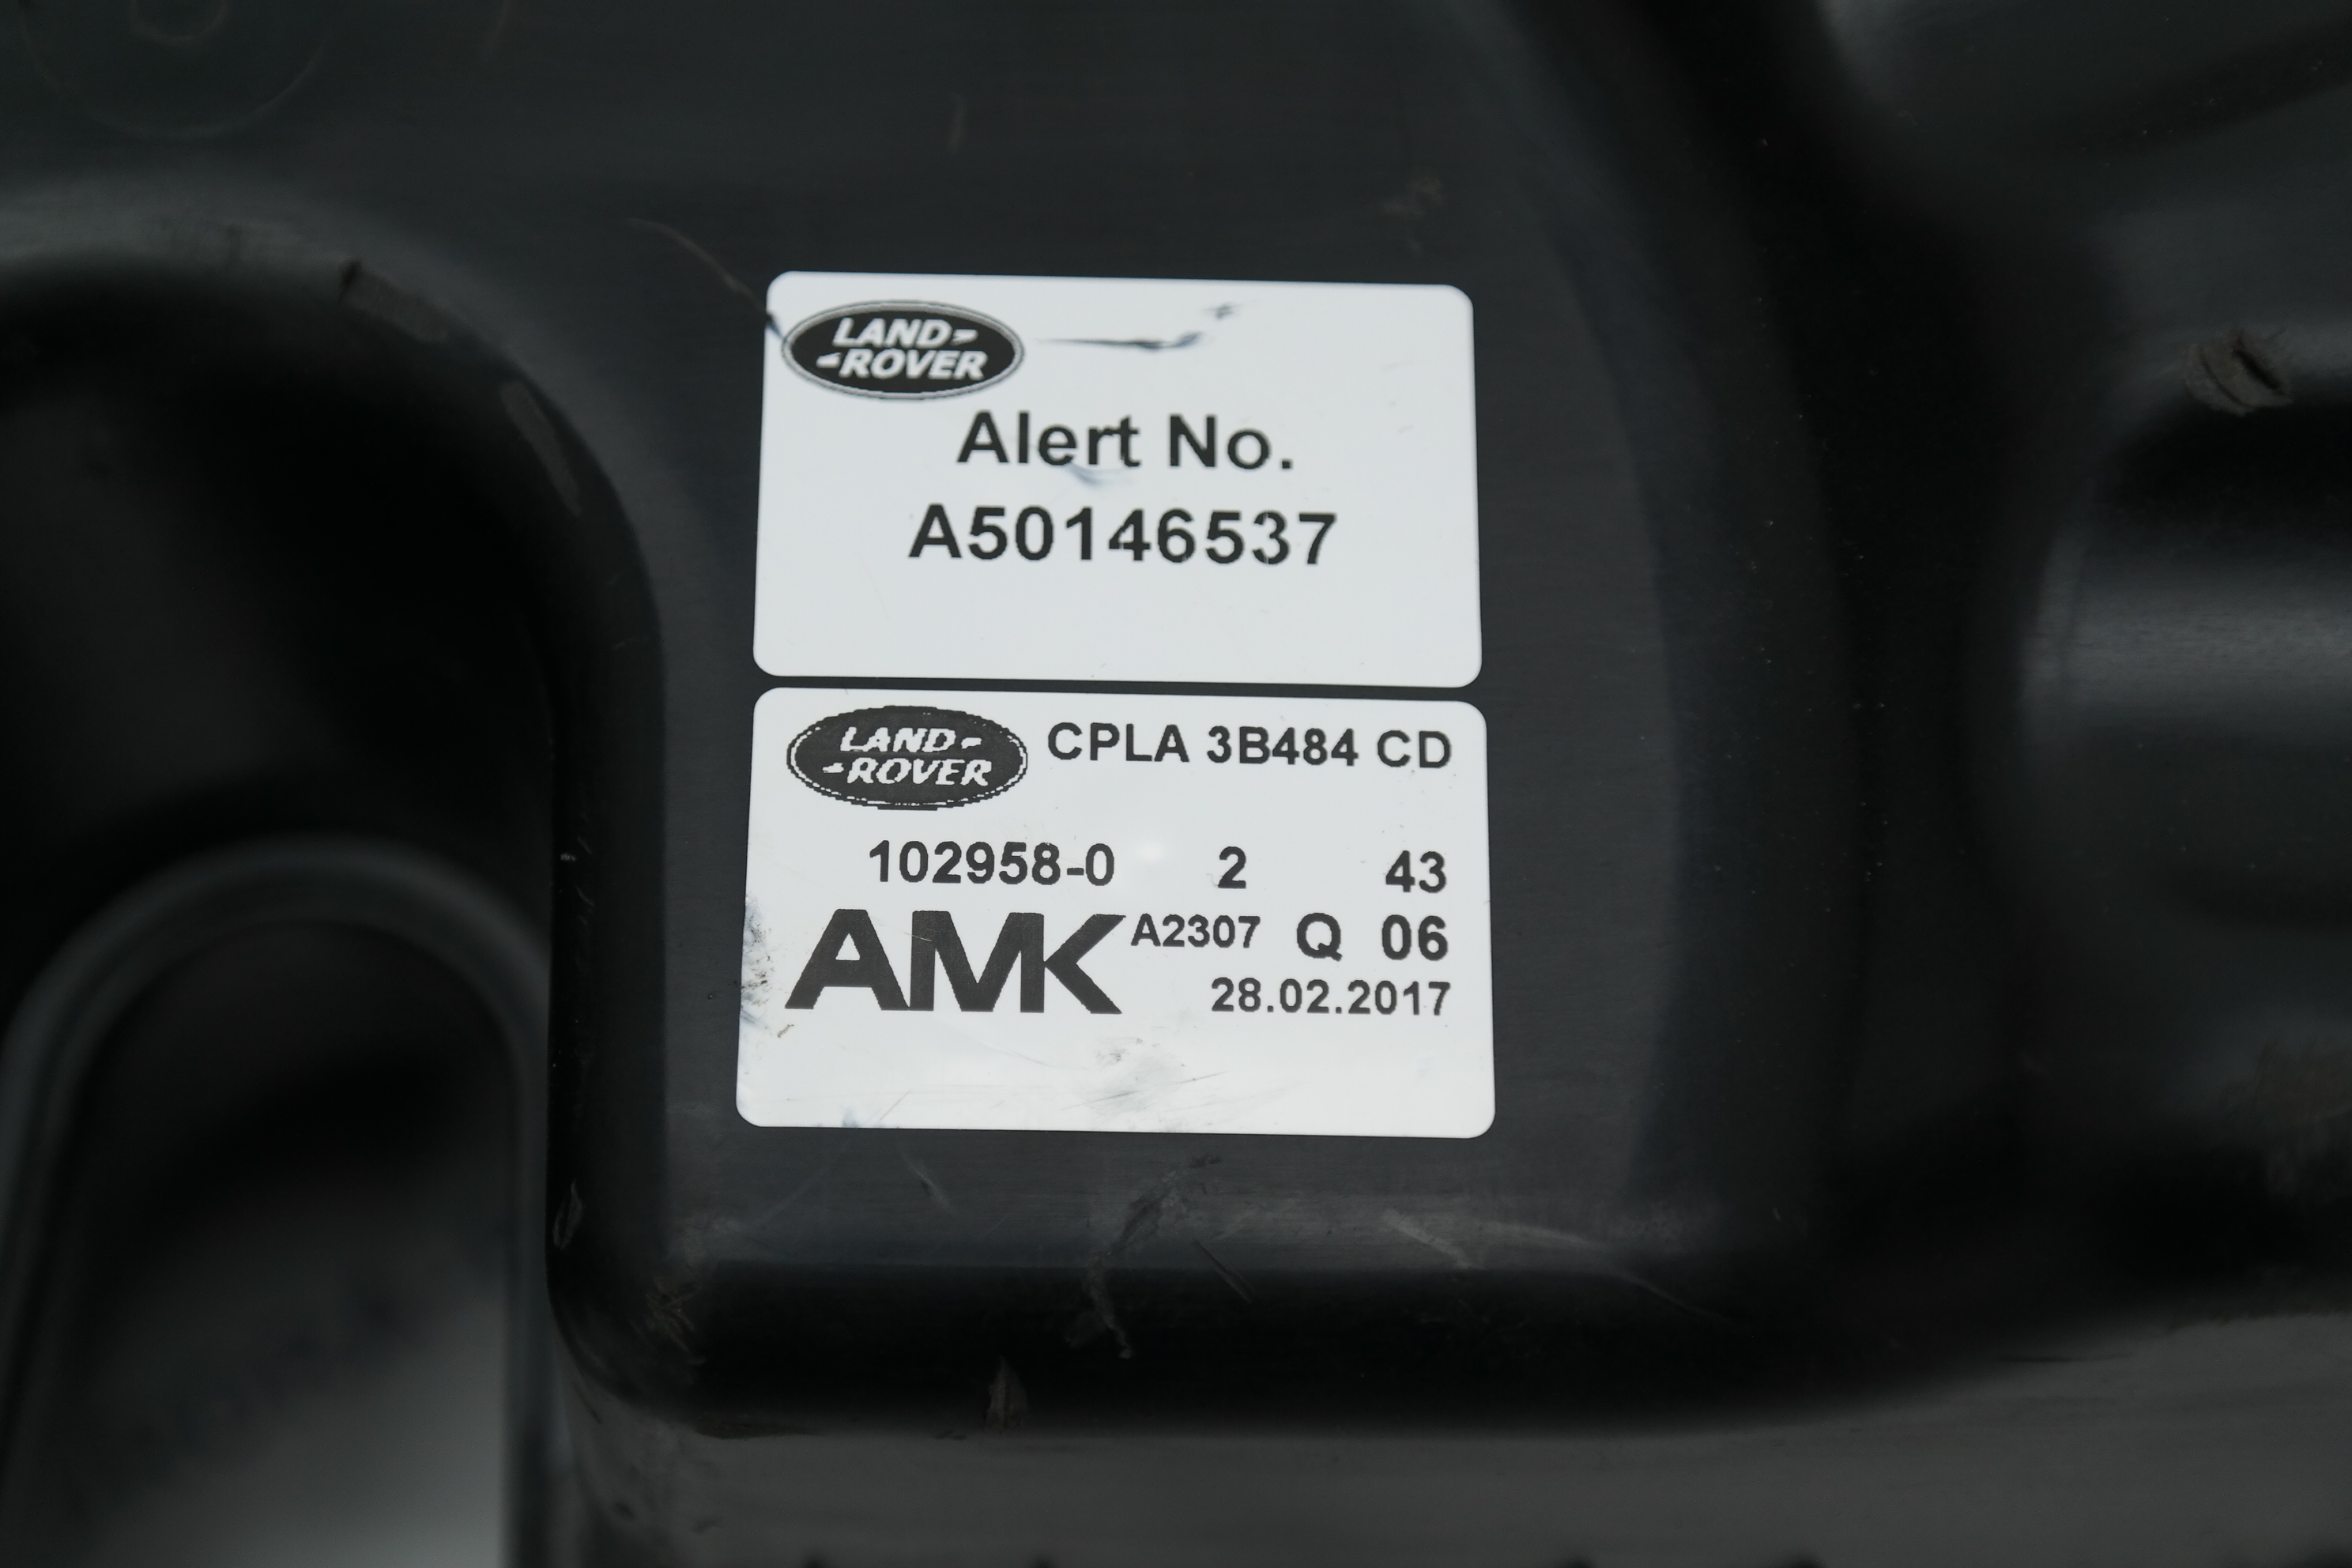 LAND-
-ROVER
Alert No.
A50146537
LAND-
-ROVER
CPLA 3B484 CD
102958-0 2 43
AMK A2307 Q 06
28.02.2017